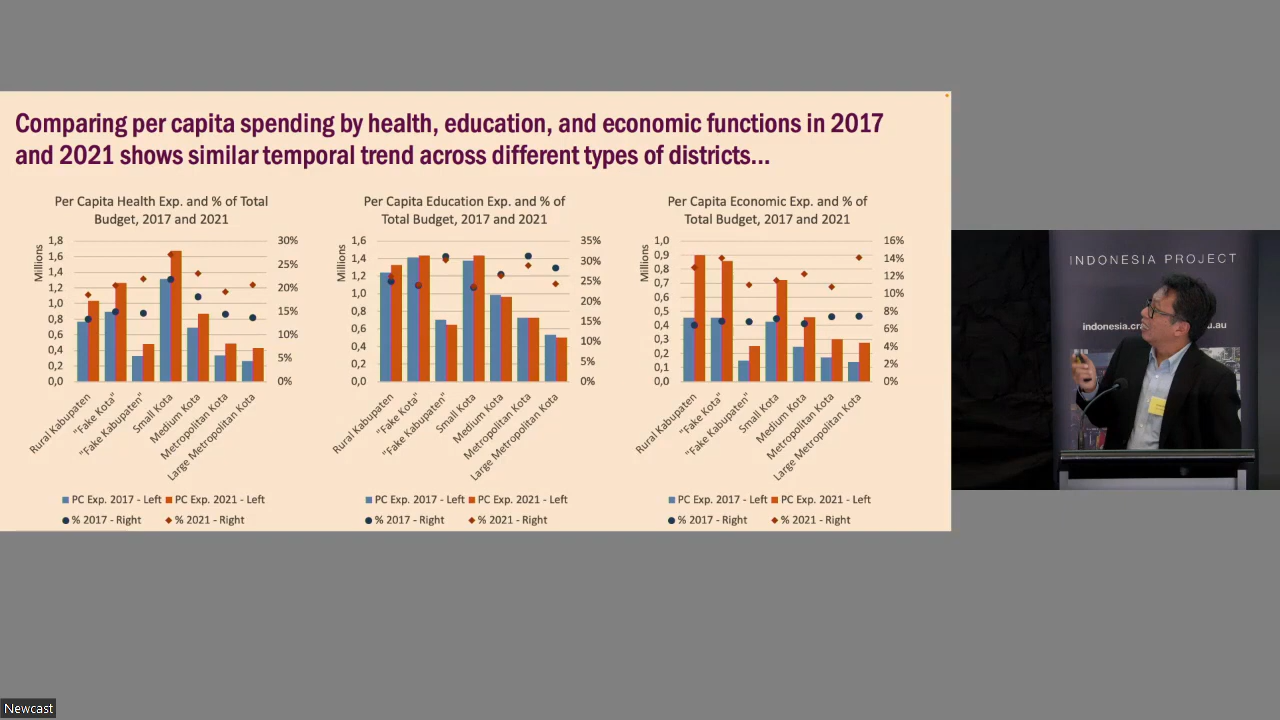 Comparing per capita spending by health, education, and economic functions in 2017
and 2021 shows similar temporal trend across different types of districts...
Per Capita Health Exp. and % of Total
Budget, 2017 and 2021
Millions
1,8
1,6
1,4
1,2
1,0
0,8
0,6
0,4
0,2
0,0
30%
25%
20%
15%
10%
5%
0%
Rural Kabupaten
"Fake Kota"
"Fake Kabupaten"
Small Kota
Medium Kota
Metropolitan Kota
Large Metropolitan Kota
PC Exp. 2017 - Left
PC Exp. 2021 - Left
% 2017 - Right
% 2021 - Right
Per Capita Education Exp. and % of
Total Budget, 2017 and 2021
Millions
1,6
1,4
1,2
1,0
0,8
0,6
0,4
0,2
0,0
35%
30%
25%
20%
15%
10%
5%
0%
Rural Kabupaten
"Fake Kota"
"Fake Kabupaten"
Small Kota
Medium Kota
Metropolitan Kota
Large Metropolitan Kota
PC Exp. 2017 - Left
PC Exp. 2021 - Left
% 2017 - Right
% 2021 - Right
Per Capita Economic Exp. and % of
Total Budget, 2017 and 2021
Millions
1,0
0,9
0,8
0,7
0,6
0,5
0,4
0,3
0,2
0,1
0,0
16%
14%
12%
10%
8%
6%
4%
2%
0%
Rural Kabupaten
"Fake Kota"
"Fake Kabupaten"
Small Kota
Medium Kota
Metropolitan Kota
Large Metropolitan Kota
PC Exp. 2017 - Left
PC Exp. 2021 - Left
% 2017 - Right
% 2021 - Right
INDONESIA PROJECT
Newcast